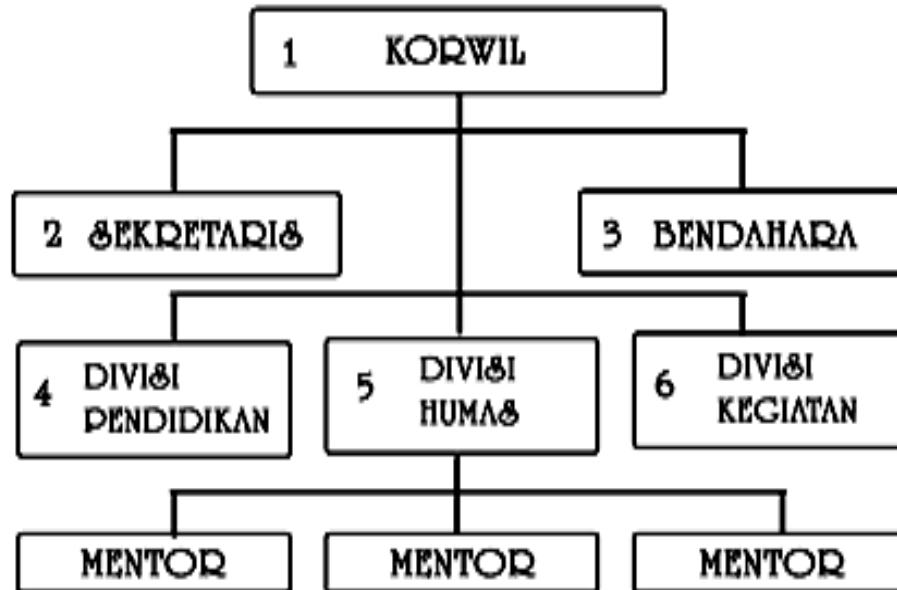 1 KORWIL
2 SEKRETARIS
3 BENDAHARA
4 DIVISI
PENDIDIKAN
5 DIVISI
HUMAS
6 DIVISI
KEGIATAN
MENTOR
MENTOR
MENTOR